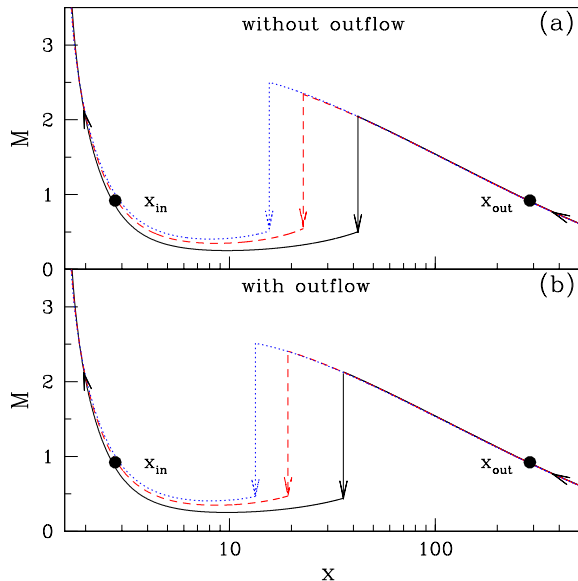 without outflow
(a)
3
2
1
0
M
x_in
x_out
with outflow
(b)
3
2
1
0
M
x_in
x_out
10
100
x